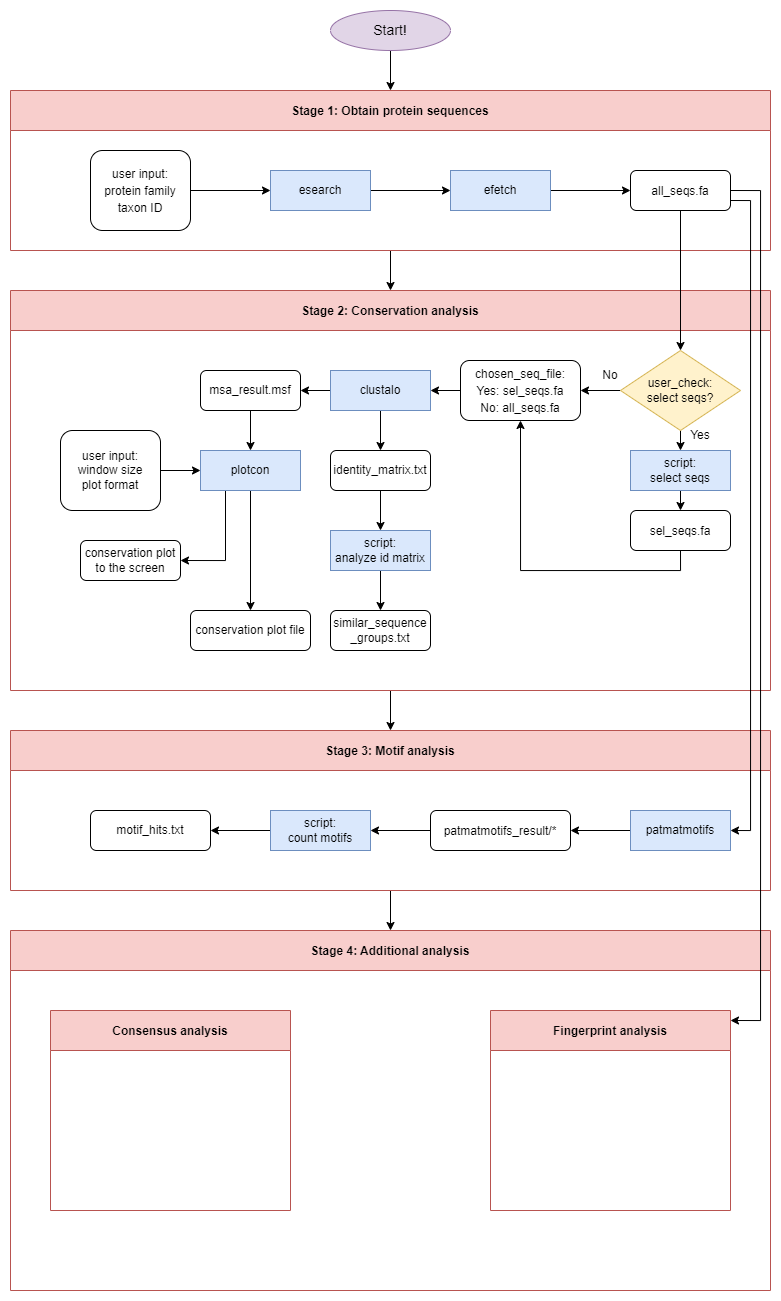 Start!
Stage 1: Obtain protein sequences
user input:
protein family
taxon ID
esearch
efetch
all_seqs.fa
Stage 2: Conservation analysis
user_check:
select seqs?
No
Yes
chosen_seq_file:
Yes: sel_seqs.fa
No: all_seqs.fa
clustalo
msa_result.msf
user input:
window size
plot format
plotcon
identity_matrix.txt
script:
select seqs
sel_seqs.fa
conservation plot
to the screen
script:
analyze id matrix
conservation plot file
similar_sequence
_groups.txt
Stage 3: Motif analysis
motif_hits.txt
script:
count motifs
patmatmotifs_result/*
patmatmotifs
Stage 4: Additional analysis
Consensus analysis
Fingerprint analysis